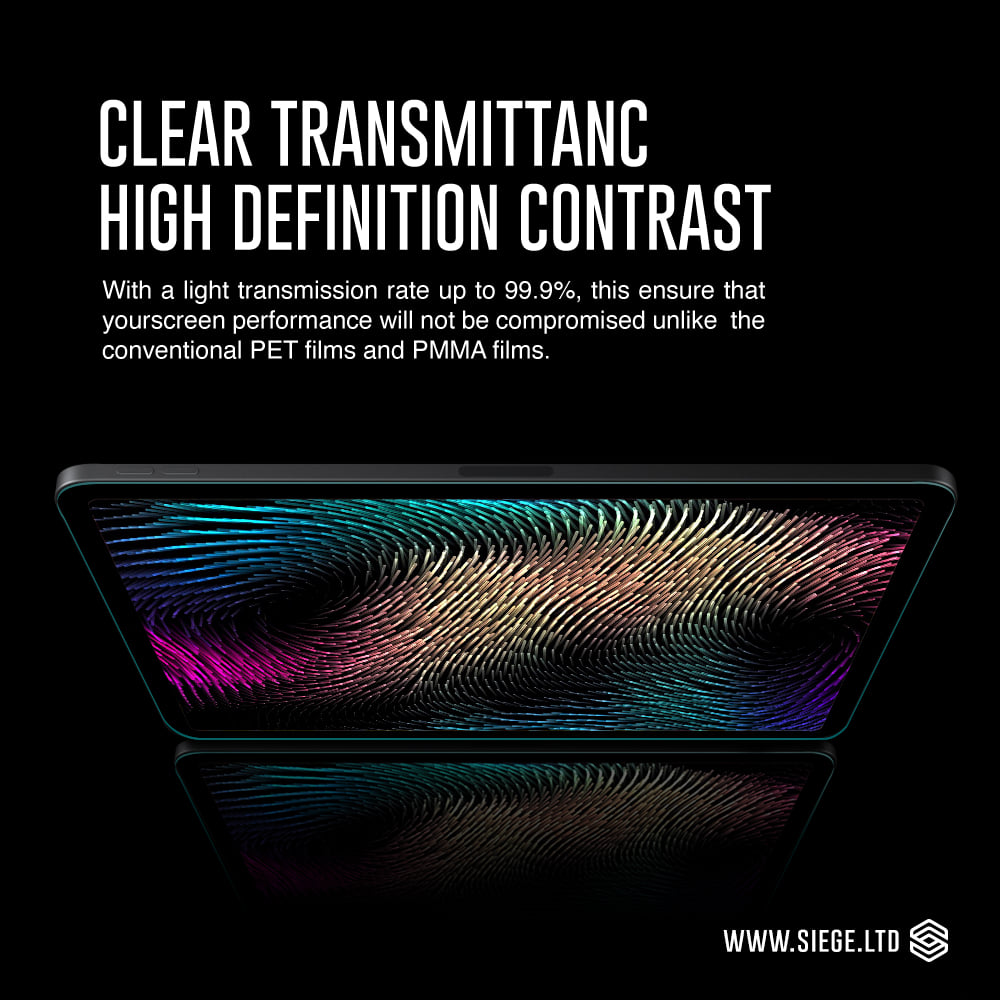 CLEAR TRANSMITTANC
HIGH DEFINITION CONTRAST
With a light transmission rate up to 99.9%, this ensure that
yourscreen performance will not be compromised unlike  the
conventional PET films and PMMA films.
WWW.SIEGE.LTD